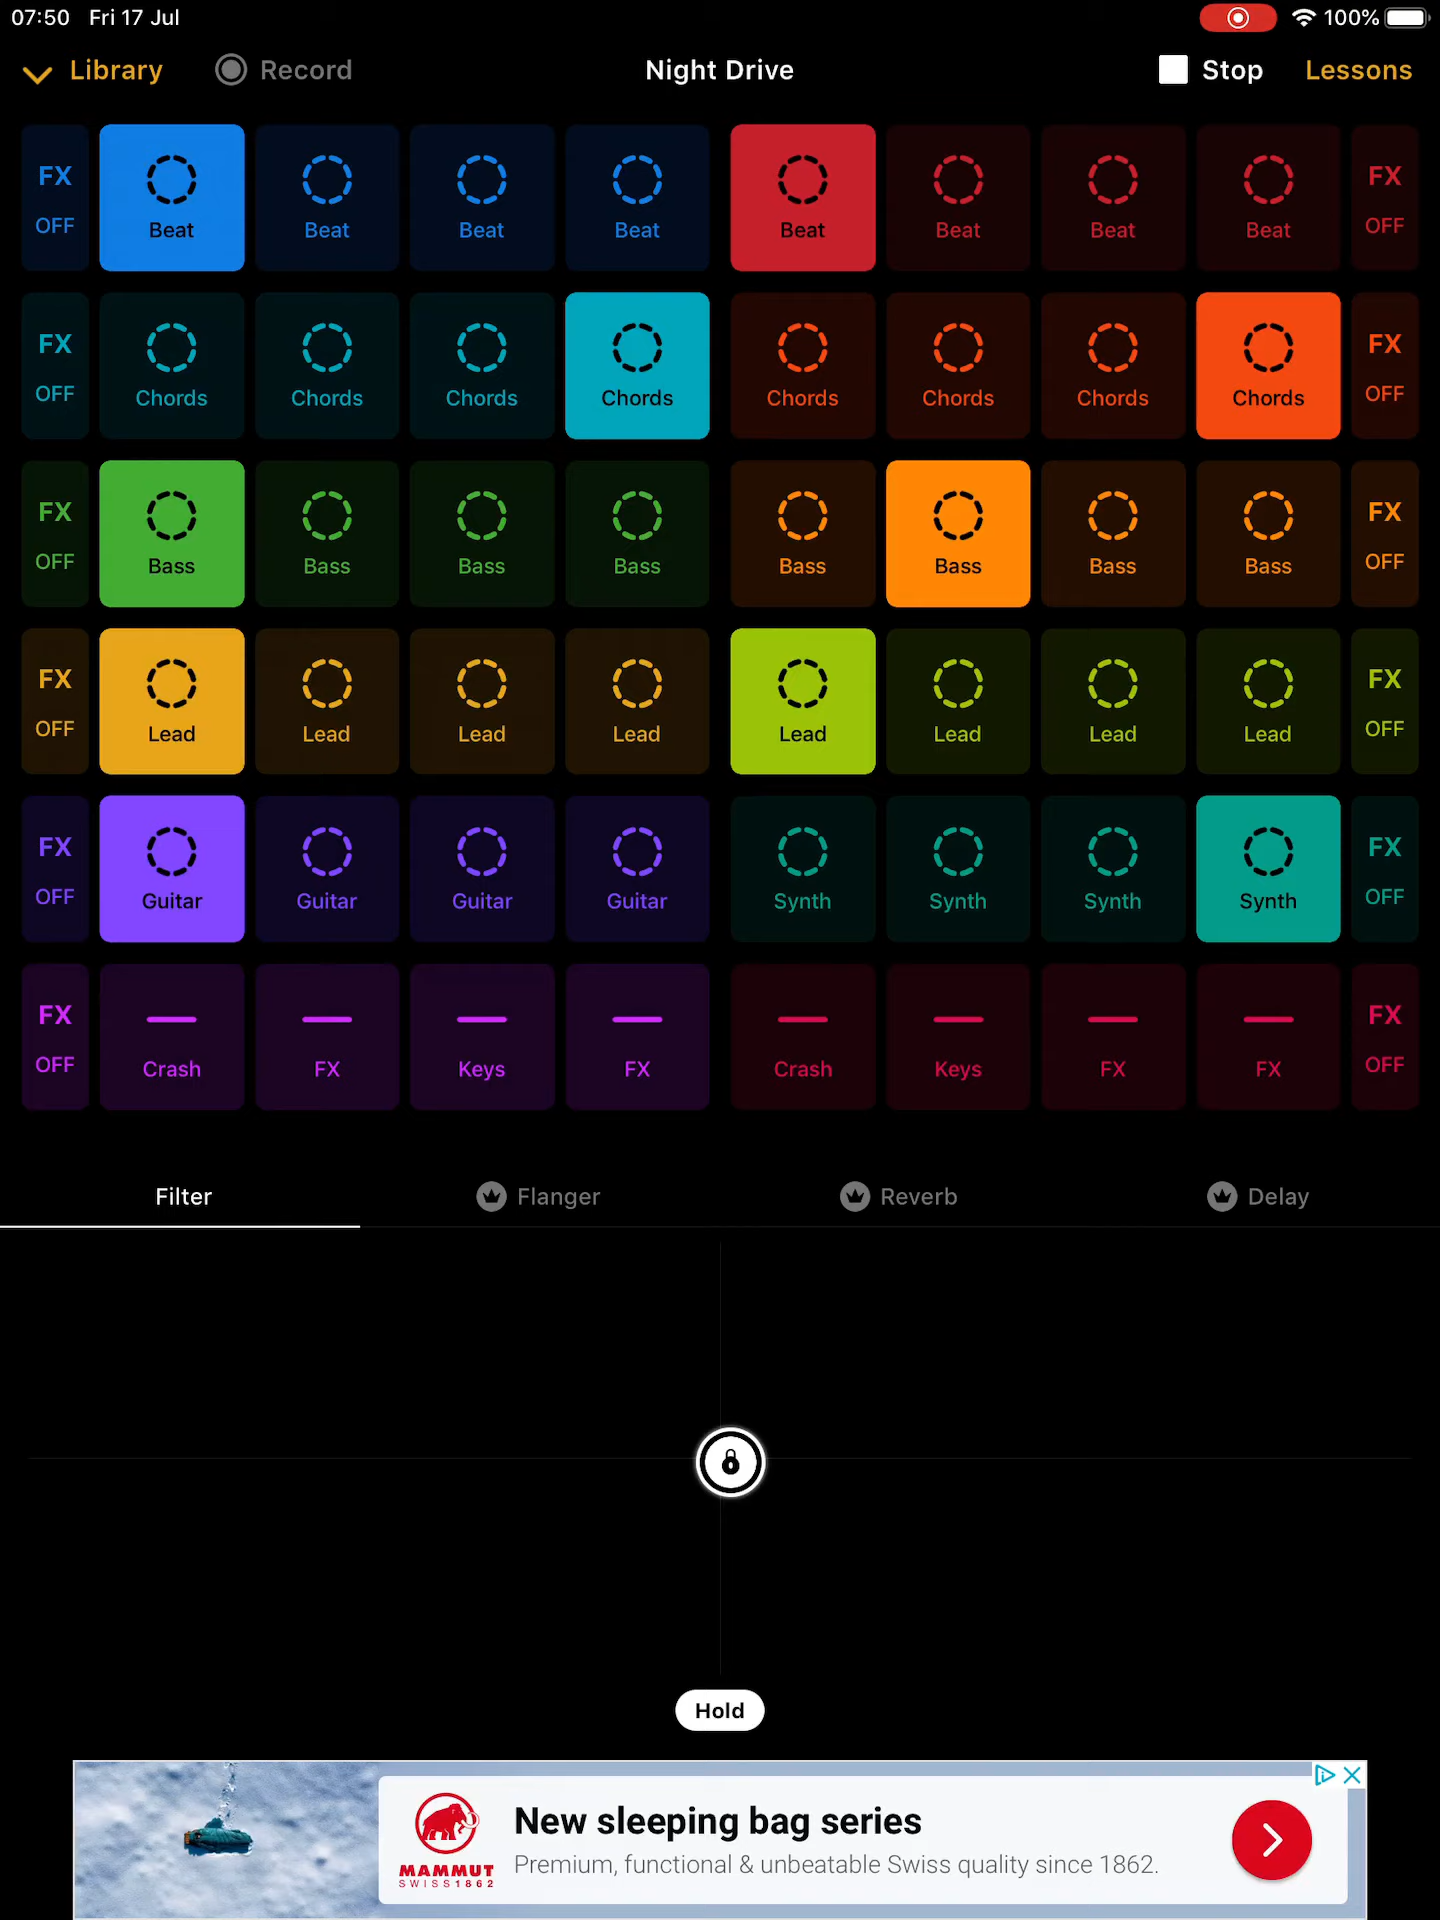 07:50 Fri 17 Jul 100%
Library Record Night Drive Stop Lessons
FX Beat Beat Beat Beat Beat Beat Beat Beat FX
OFF OFF
FX Chords Chords Chords Chords Chords Chords Chords Chords FX
OFF OFF
FX Bass Bass Bass Bass Bass Bass Bass Bass FX
OFF OFF
FX Lead Lead Lead Lead Lead Lead Lead Lead FX
OFF OFF
FX Guitar Guitar Guitar Guitar Synth Synth Synth Synth FX
OFF OFF
FX Crash FX Keys FX Crash Keys FX FX FX
OFF OFF
Filter Flanger Reverb Delay
Hold
New sleeping bag series
Premium, functional & unbeatable Swiss quality since 1862.
MAMMUT
SWISS 1862